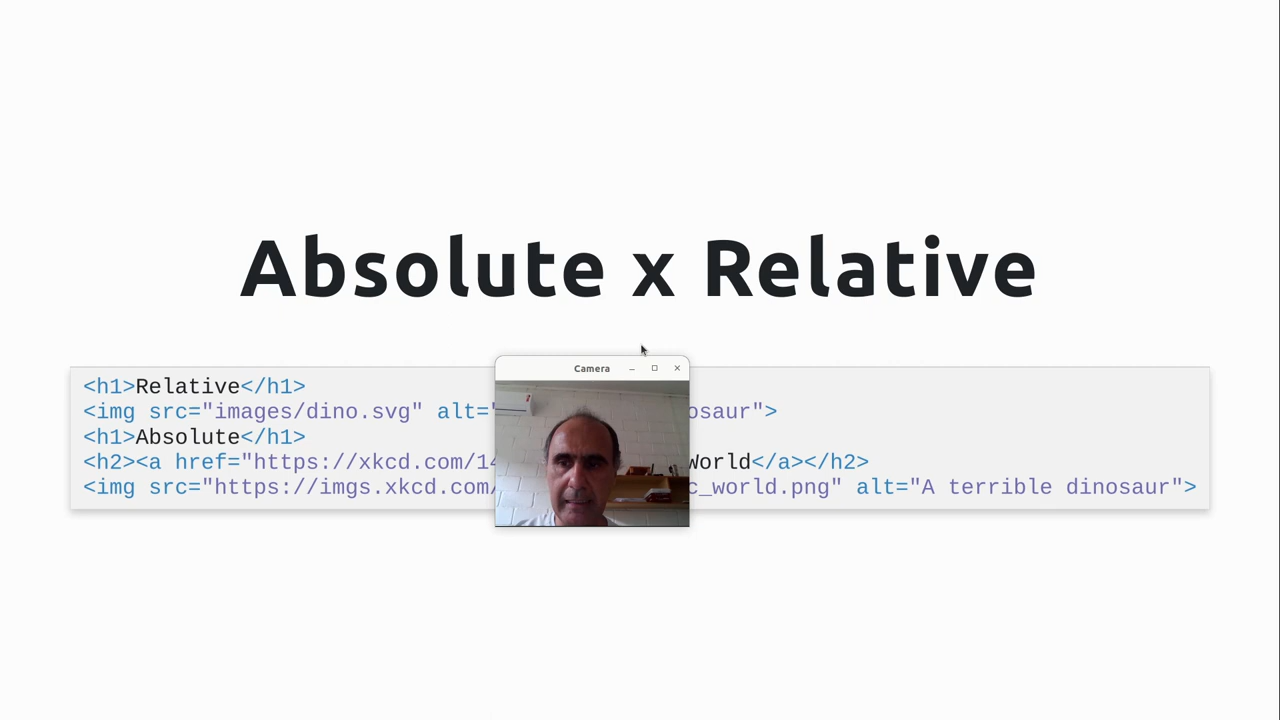 Absolute x Relative
Camera
<h1>Relative</h1>
<img src="images/dino.svg" alt=" osaur">
<h1>Absolute</h1>
<h2><a href="https://xkcd.com/14 World</a></h2>
<img src="https://imgs.xkcd.com/ c_world.png" alt="A terrible dinosaur">